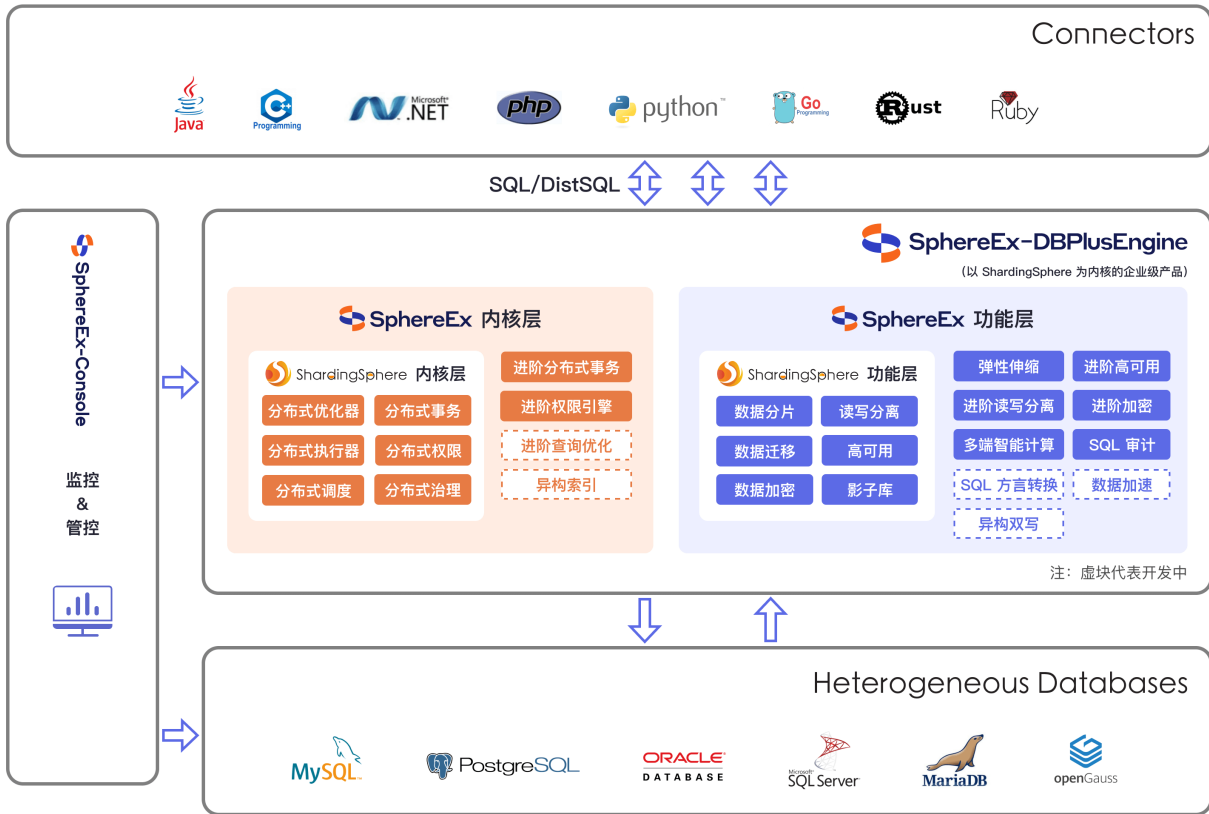 Connectors
Java
C++
Programming
Microsoft®
.NET
php
python™
Go
Programming
Rust
Ruby
SQL/DistSQL
SphereEx-Console
监控
&
管控
SphereEx-DBPlusEngine
(以 ShardingSphere 为内核的企业级产品)
SphereEx 内核层
ShardingSphere 内核层
分布式优化器 分布式事务
分布式执行器 分布式权限
分布式调度 分布式治理
进阶分布式事务
进阶权限引擎
进阶查询优化
异构索引
SphereEx 功能层
ShardingSphere 功能层
数据分片 读写分离
数据迁移 高可用
数据加密 影子库
弹性伸缩 进阶高可用
进阶读写分离 进阶加密
多端智能计算 SQL 审计
SQL 方言转换 数据加速
异构双写
注：虚块代表开发中
Heterogeneous Databases
MySQL™
PostgreSQL
ORACLE®
DATABASE
Microsoft®
SQL Server
MariaDB
openGauss